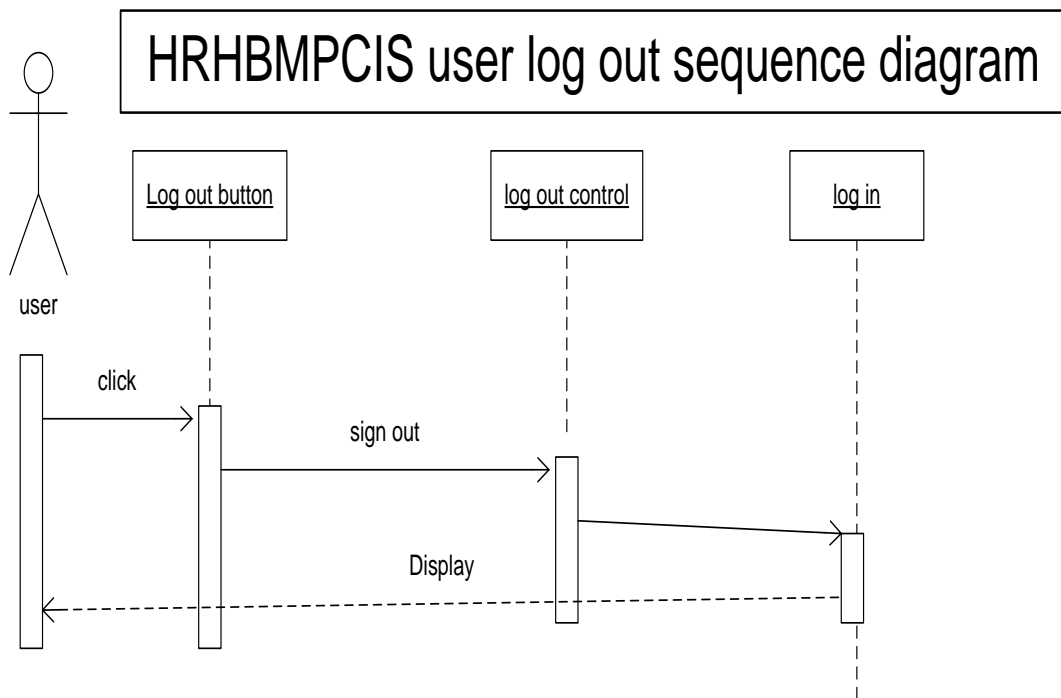 HRHBMPCIS user log out sequence diagram
Log out button
log out control
log in
user
click
sign out
Display